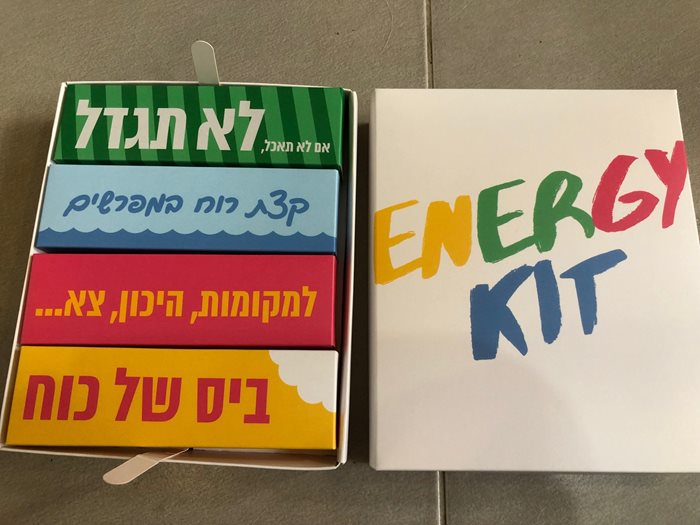 אם לא תאכל, לא תגדל
קצת רוח במפרשים
למקומות, היכון, צא...
ביס של כוח
ENERGY
KIT